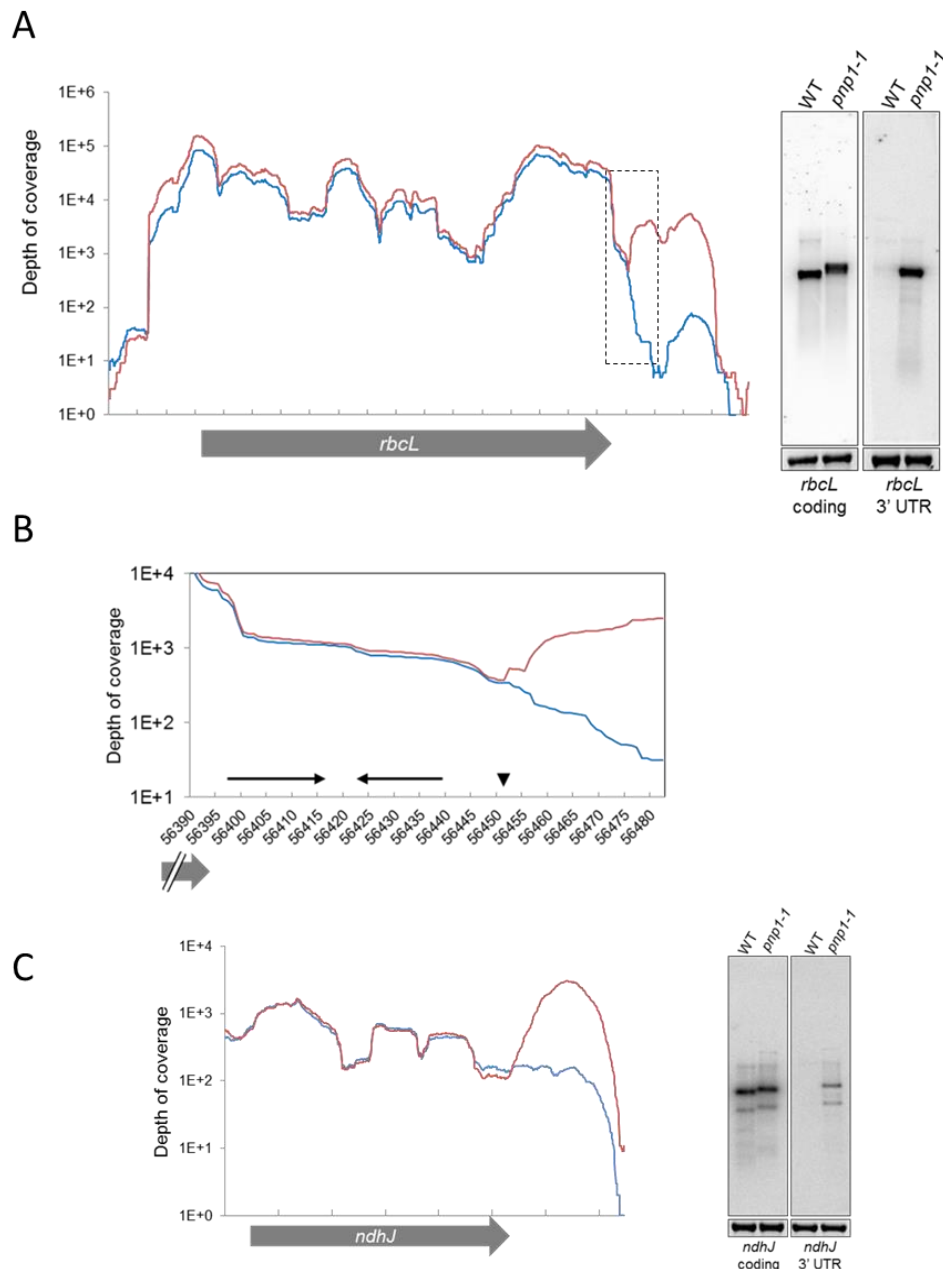 A
WT pnp1-1 WT pnp1-1
1E+6
1E+5
1E+4
1E+3
1E+2
1E+1
1E+0
Depth of coverage
rbcL
rbcL coding
rbcL 3' UTR
B
1E+4
1E+3
1E+2
1E+1
Depth of coverage
56390 56395 56400 56405 56410 56415 56420 56425 56430 56435 56440 56445 56450 56455 56460 56465 56470 56475 56480
C
WT pnp1-1 WT pnp1-1
1E+4
1E+3
1E+2
1E+1
1E+0
Depth of coverage
ndhJ
ndhJ coding
ndhJ 3' UTR